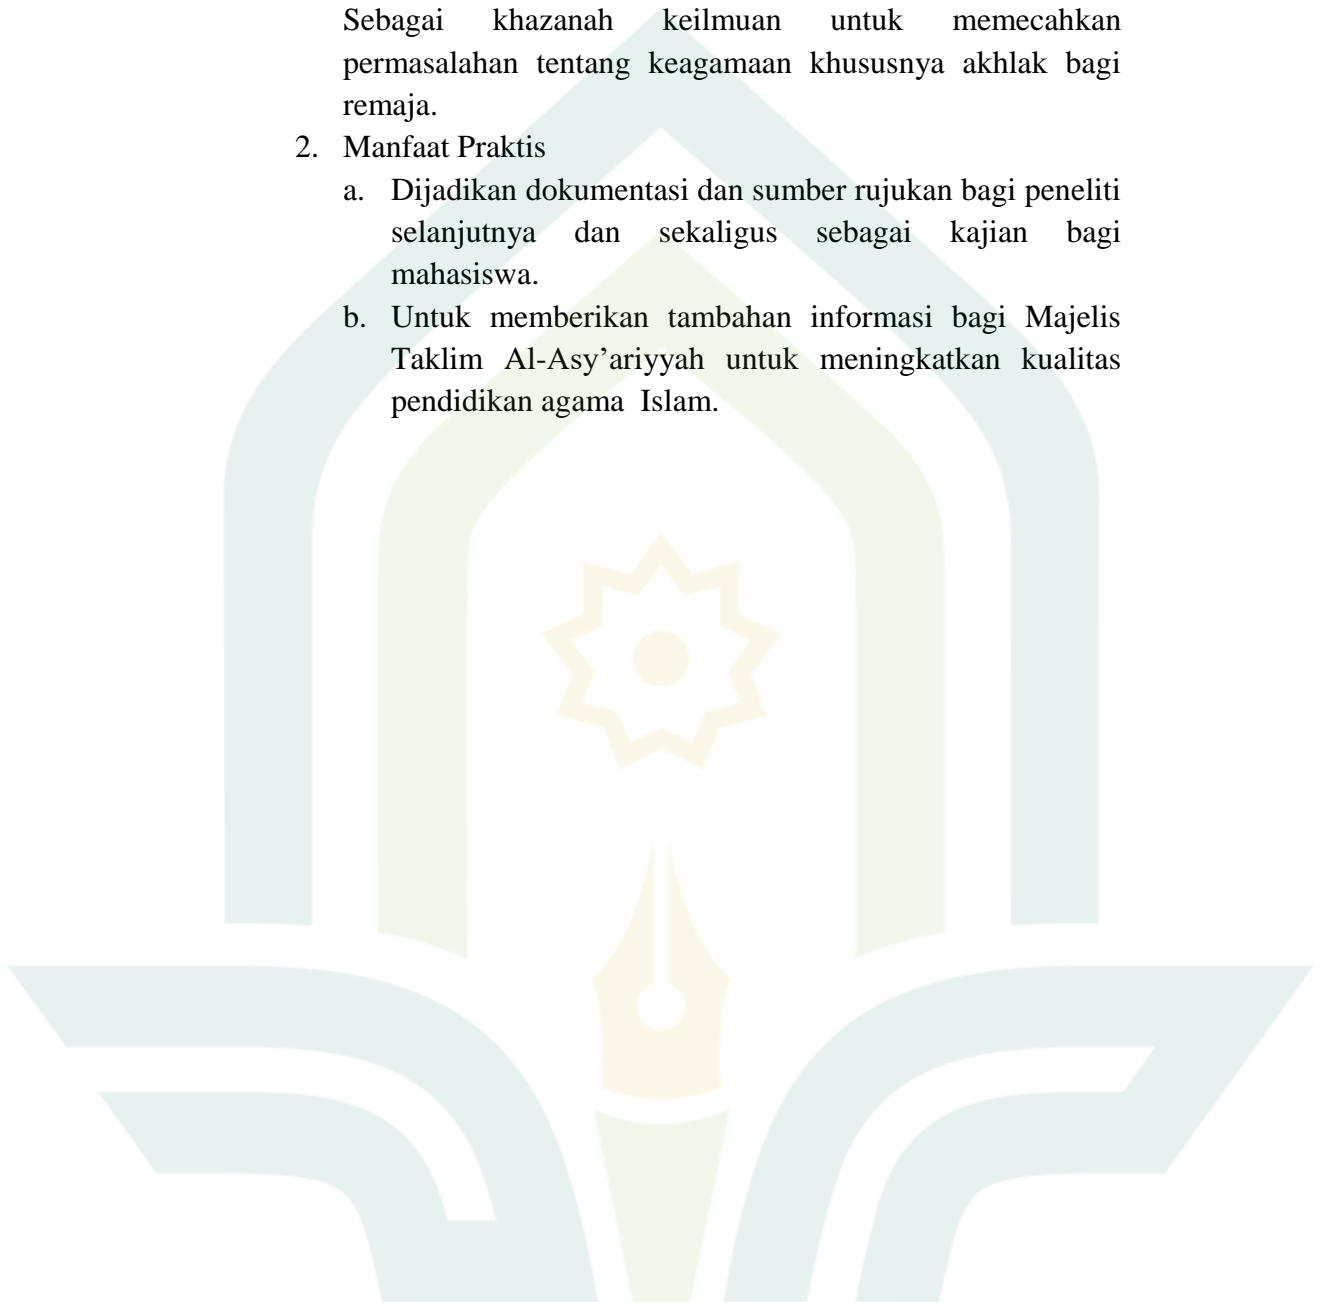 Sebagai khazanah keilmuan untuk memecahkan
permasalahan tentang keagamaan khususnya akhlak bagi
remaja.
2. Manfaat Praktis
a. Dijadikan dokumentasi dan sumber rujukan bagi peneliti
selanjutnya dan sekaligus sebagai kajian bagi
mahasiswa.
b. Untuk memberikan tambahan informasi bagi Majelis
Taklim Al-Asy’ariyyah untuk meningkatkan kualitas
pendidikan agama Islam.